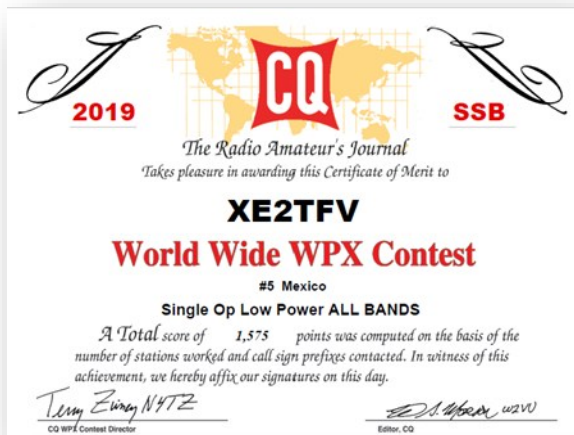 2019
CQ
SSB
The Radio Amateur's Journal
Takes pleasure in awarding this Certificate of Merit to
XE2TFV
World Wide WPX Contest
#5 Mexico
Single Op Low Power ALL BANDS
A Total score of 1,575 points was computed on the basis of the
number of stations worked and call sign prefixes contacted. In witness of this
achievement, we hereby affix our signatures on this day.
Terry Zivney N4TZ
W2VU
CQ WPX Contest Director
Editor, CQ